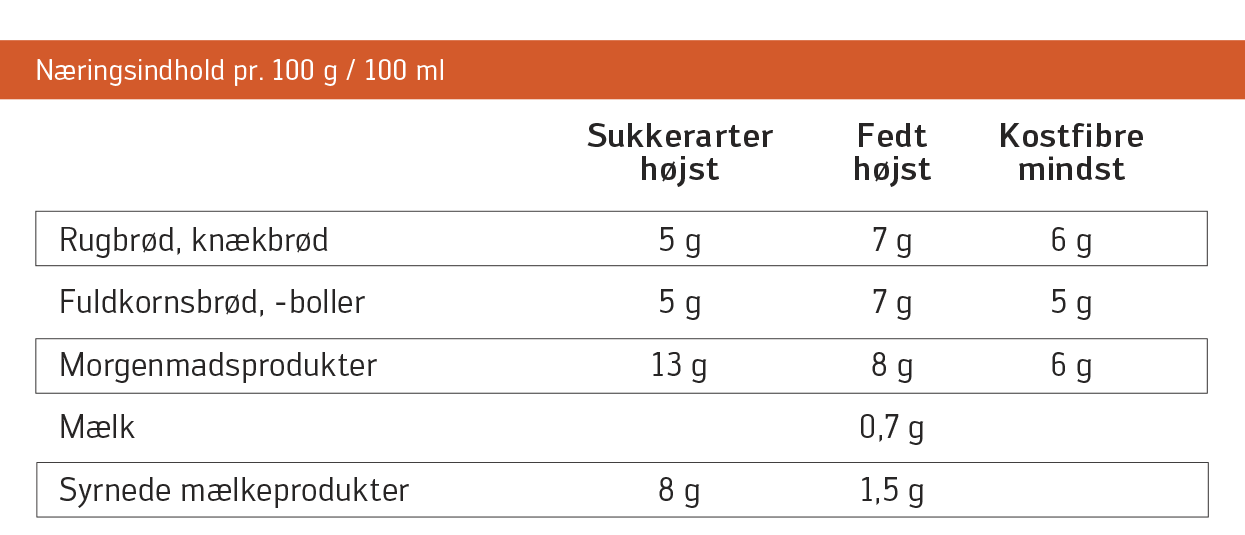 Næringsindhold pr. 100 g / 100 ml
Sukkerarter højst Fedt højst Kostfibre mindst
Rugbrød, knækbrød 5 g 7 g 6 g
Fuldkornsbrød, -boller 5 g 7 g 5 g
Morgenmadsprodukter 13 g 8 g 6 g
Mælk 0,7 g
Syrnede mælkeprodukter 8 g 1,5 g